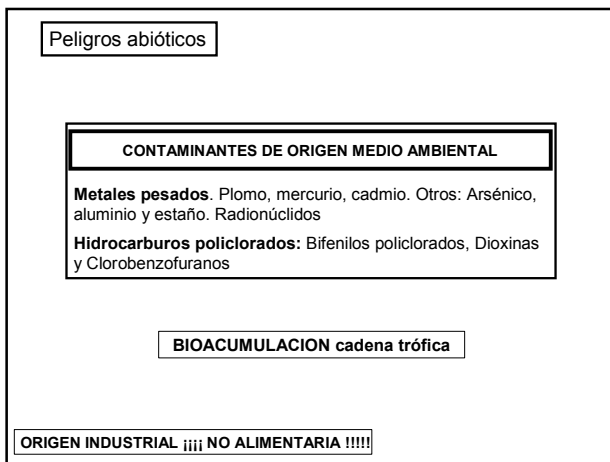 Peligros abióticos
CONTAMINANTES DE ORIGEN MEDIO AMBIENTAL
Metales pesados. Plomo, mercurio, cadmio. Otros: Arsénico,
aluminio y estaño. Radionúclidos
Hidrocarburos policlorados: Bifenilos policlorados, Dioxinas
y Clorobenzofuranos
BIOACUMULACION cadena trófica
ORIGEN INDUSTRIAL ¡¡¡¡ NO ALIMENTARIA !!!!!